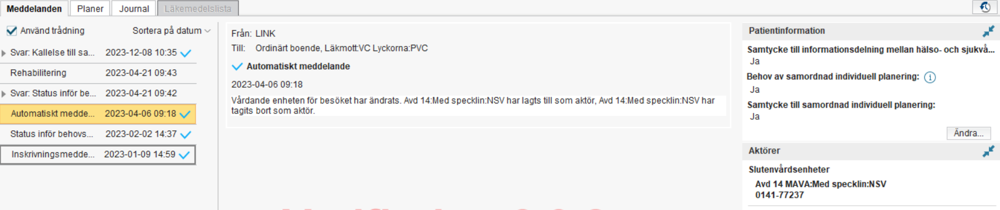 Meddelanden
Planer
Journal
Läkemedelslista
Använd trådning
Sortera på datum
Svar: Kallelse till sa... 2023-12-08 10:35
Rehabilitering 2023-04-21 09:43
Svar: Status inför be... 2023-04-21 09:42
Automatiskt medde... 2023-04-06 09:18
Status inför behovs... 2023-02-02 14:37
Inskrivningsmedde... 2023-01-09 14:59
Från: LINK
Till: Ordinärt boende, Läkmott:VC Lyckorna:PVC
Automatiskt meddelande
2023-04-06 09:18
Vårdande enheten för besöket har ändrats. Avd 14:Med specklin:NSV har lagts till som aktör, Avd 14:Med specklin:NSV har
tagits bort som aktör.
Patientinformation
Samtycke till informationsdelning mellan hälso- och sjukvå...
Ja
Behov av samordnad individuell planering:
Ja
Samtycke till samordnad individuell planering:
Ja
Ändra...
Aktörer
Slutenvårdsenheter
Avd 14 MAVA:Med specklin:NSV
0141-77237